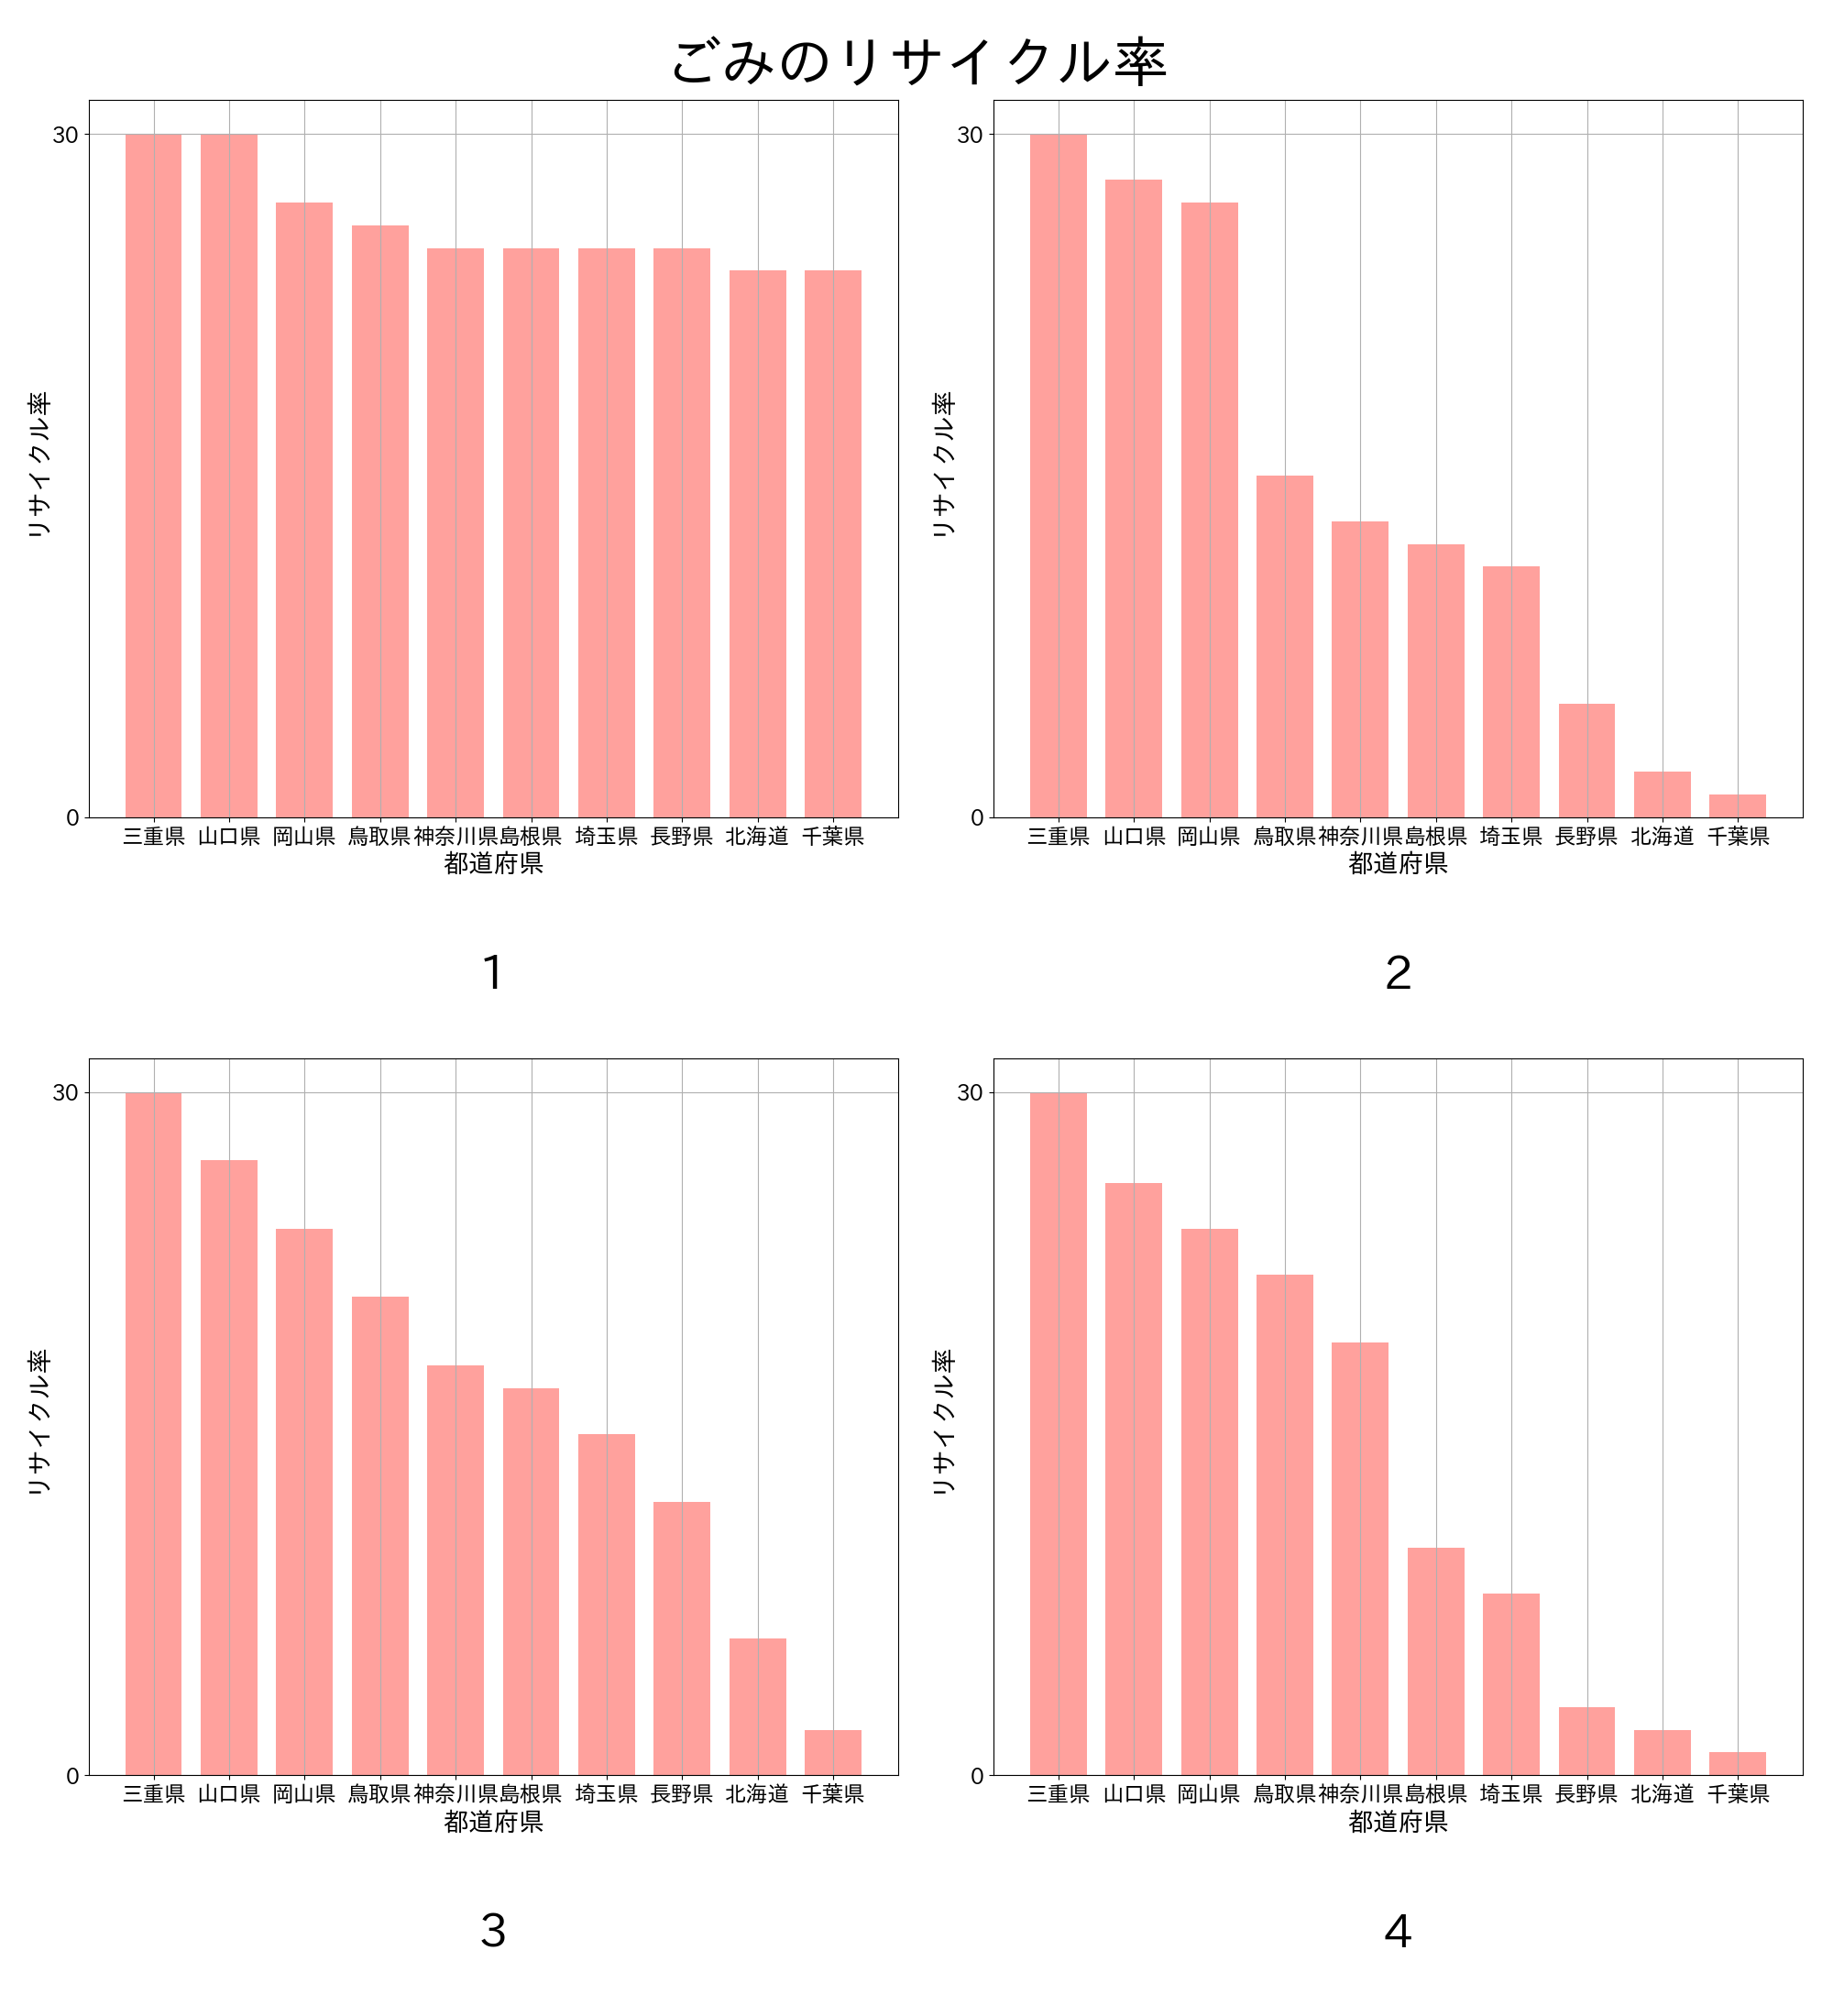 ごみのリサイクル率
30
0
リサイクル率
三重県 山口県 岡山県 鳥取県 神奈川県 島根県 埼玉県 長野県 北海道 千葉県
都道府県
1
30
0
リサイクル率
三重県 山口県 岡山県 鳥取県 神奈川県 島根県 埼玉県 長野県 北海道 千葉県
都道府県
2
30
0
リサイクル率
三重県 山口県 岡山県 鳥取県 神奈川県 島根県 埼玉県 長野県 北海道 千葉県
都道府県
3
30
0
リサイクル率
三重県 山口県 岡山県 鳥取県 神奈川県 島根県 埼玉県 長野県 北海道 千葉県
都道府県
4